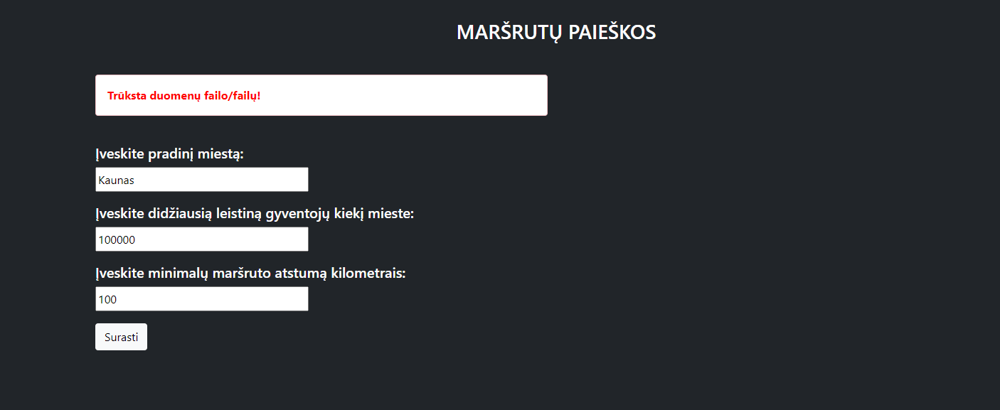 MARŠRUTŲ PAIEŠKOS
Trūksta duomenų failo/failų!
Įveskite pradinį miestą:
Kaunas
Įveskite didžiausią leistiną gyventojų kiekį mieste:
100000
Įveskite minimalų maršruto atstumą kilometrais:
100
Surasti